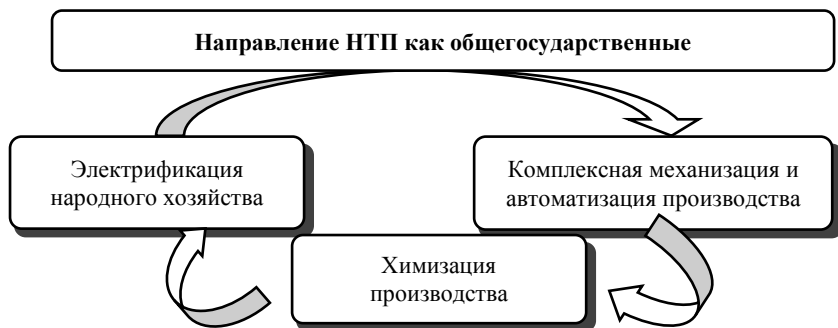 Направление НТП как общегосударственные
Электрификация
народного хозяйства
Комплексная механизация и
автоматизация производства
Химизация
производства